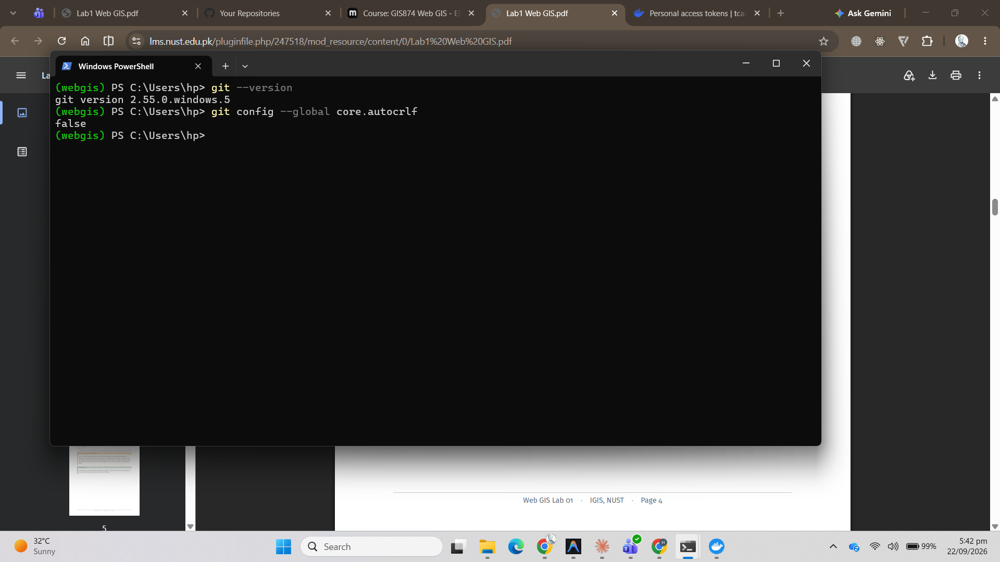 Lab1 Web GIS.pdf
Your Repositories
Course: GIS874 Web GIS - El
Lab1 Web GIS.pdf
Personal access tokens | tca
Ask Gemini
lms.nust.edu.pk/pluginfile.php/247518/mod_resource/content/0/Lab1%20Web%20GIS.pdf
La
Windows PowerShell
(webgis) PS C:\Users\hp> git --version
git version 2.55.0.windows.5
(webgis) PS C:\Users\hp> git config --global core.autocrlf
false
(webgis) PS C:\Users\hp>
5
Web GIS Lab 01 · IGIS, NUST · Page 4
32°C
Sunny
Search
99%
5:42 pm
22/09/2026